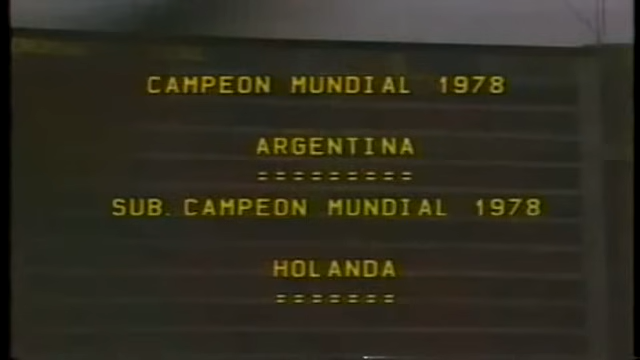 CAMPEON MUNDIAL 1978
ARGENTINA
=========
SUB. CAMPEON MUNDIAL 1978
HOLANDA
=======